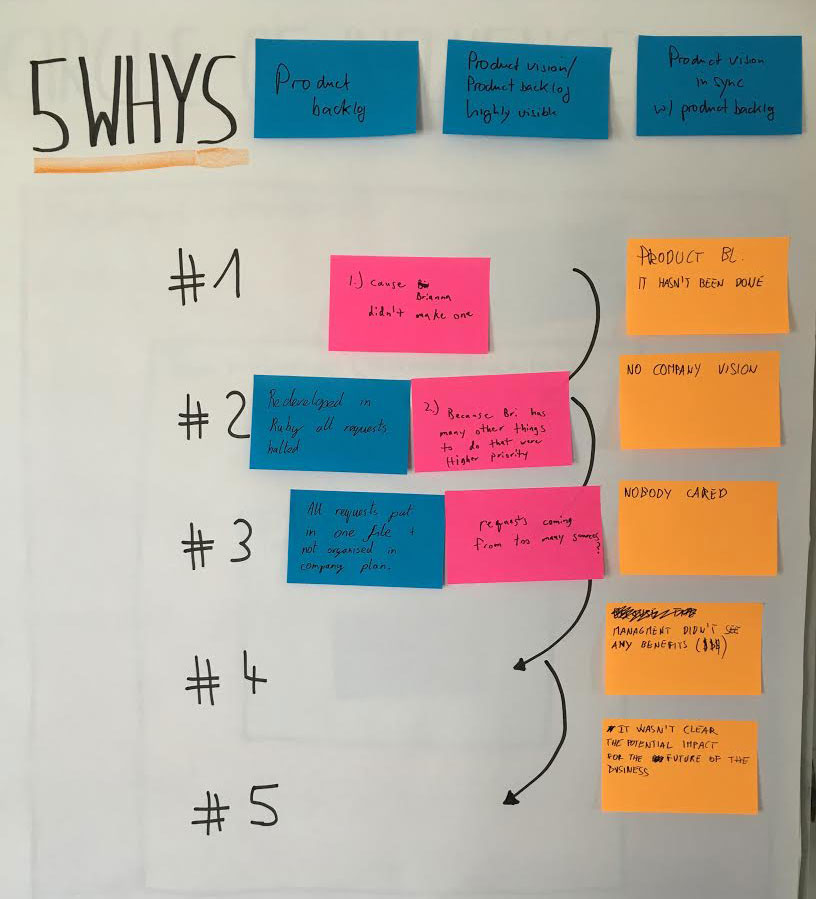 5 WHYS
Product
backlog
Product vision/
Product backlog
highly visible
Product vision
in sync
w/ product backlog
#1
1.) cause
Brianna
didn't make one
PRODUCT BL.
IT HASN'T BEEN DONE
#2
Redeveloped in
Ruby all requests
halted
2.) Because Bri has
many other things
to do that were
Higher priority
NO COMPANY VISION
#3
All requests put
in one file +
not organised in
company plan.
requests coming
from too many sources
?
NOBODY CARED
#4
MANAGMENT DIDN'T SEE
ANY BENEFITS ($$$)
#5
IT WASN'T CLEAR
THE POTENTIAL IMPACT
FOR THE FUTURE OF THE
BUSINESS